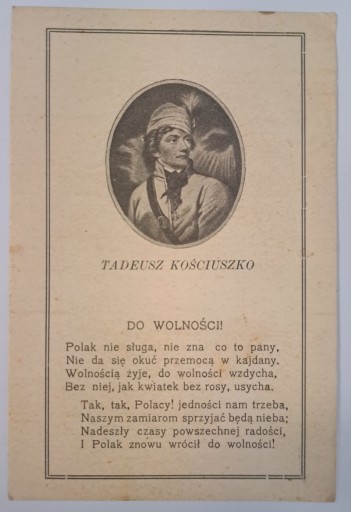 TADEUSZ KOŚCIUSZKO
DO WOLNOŚCI!
Polak nie sługa, nie zna co to pany,
Nie da się okuć przemocą w kajdany.
Wolnością żyje, do wolności wzdycha,
Bez niej, jak kwiatek bez rosy, usycha.
Tak, tak, Polacy! jedności nam trzeba,
Naszym zamiarom sprzyjać będą nieba;
Nadeszły czasy powszechnej radości,
I Polak znowu wrócił do wolności!